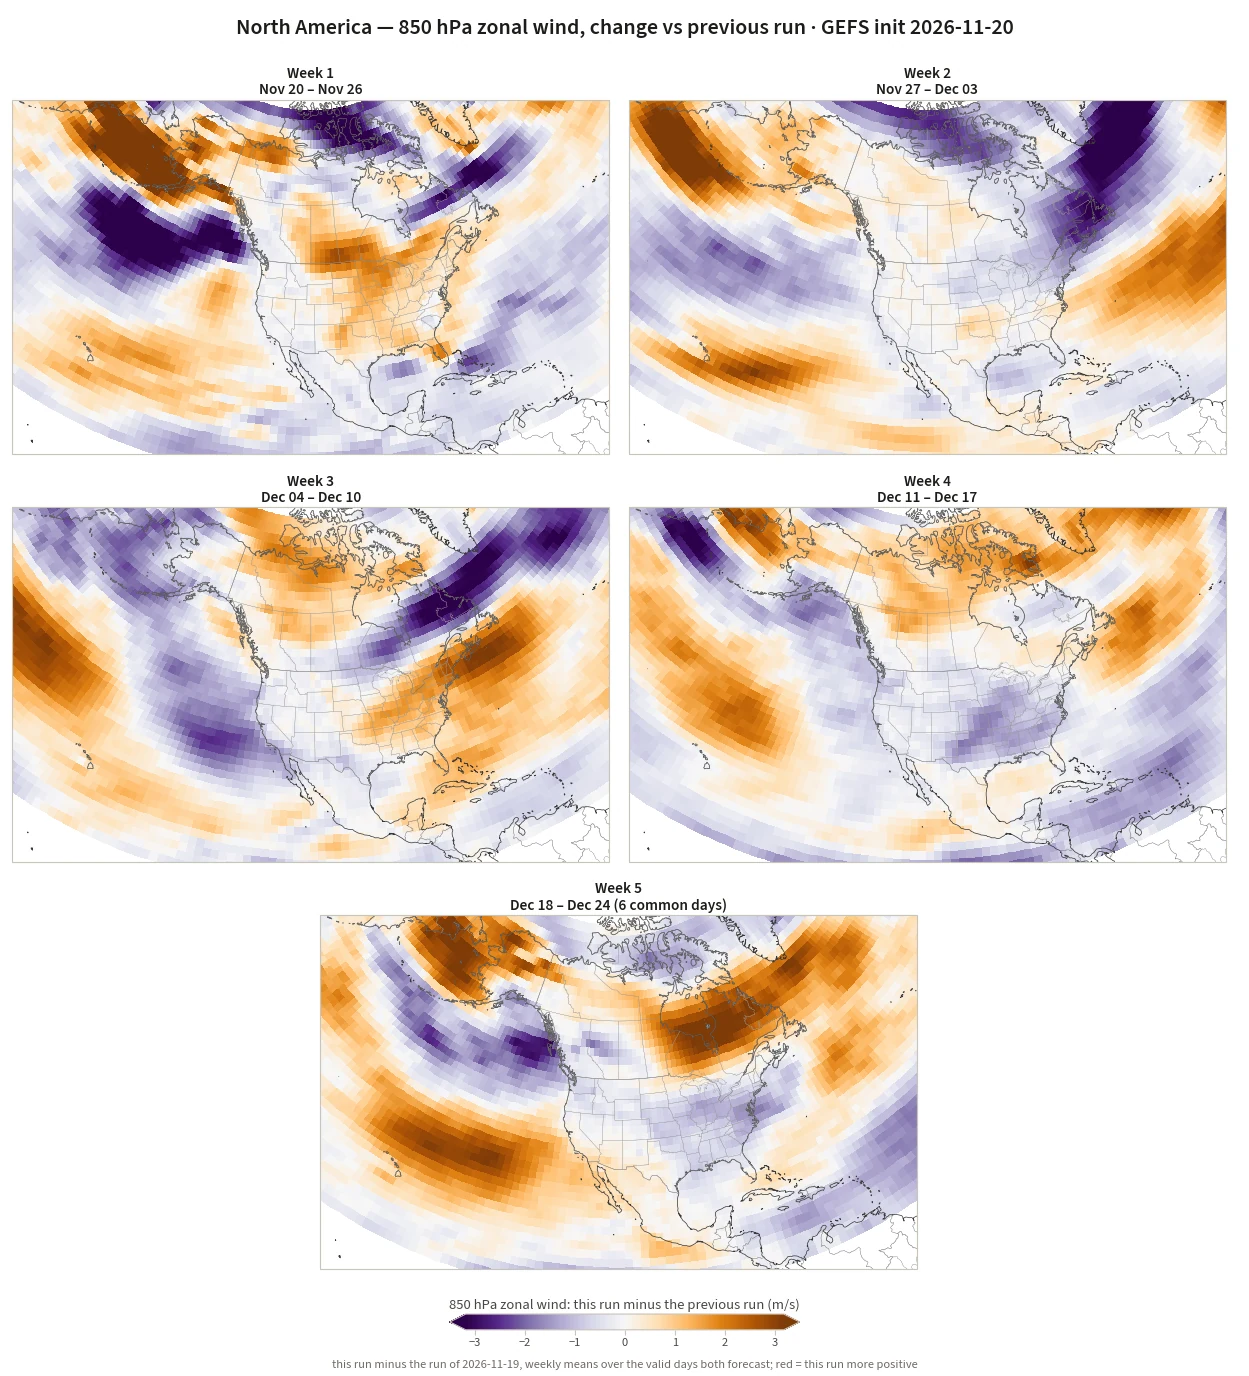 North America — 850 hPa zonal wind, change vs previous run · GEFS init 2026-11-20
Week 1
Nov 20 – Nov 26
Week 2
Nov 27 – Dec 03
Week 3
Dec 04 – Dec 10
Week 4
Dec 11 – Dec 17
Week 5
Dec 18 – Dec 24 (6 common days)
850 hPa zonal wind: this run minus the previous run (m/s)
−3 −2 −1 0 1 2 3
this run minus the run of 2026-11-19, weekly means over the valid days both forecast; red = this run more positive